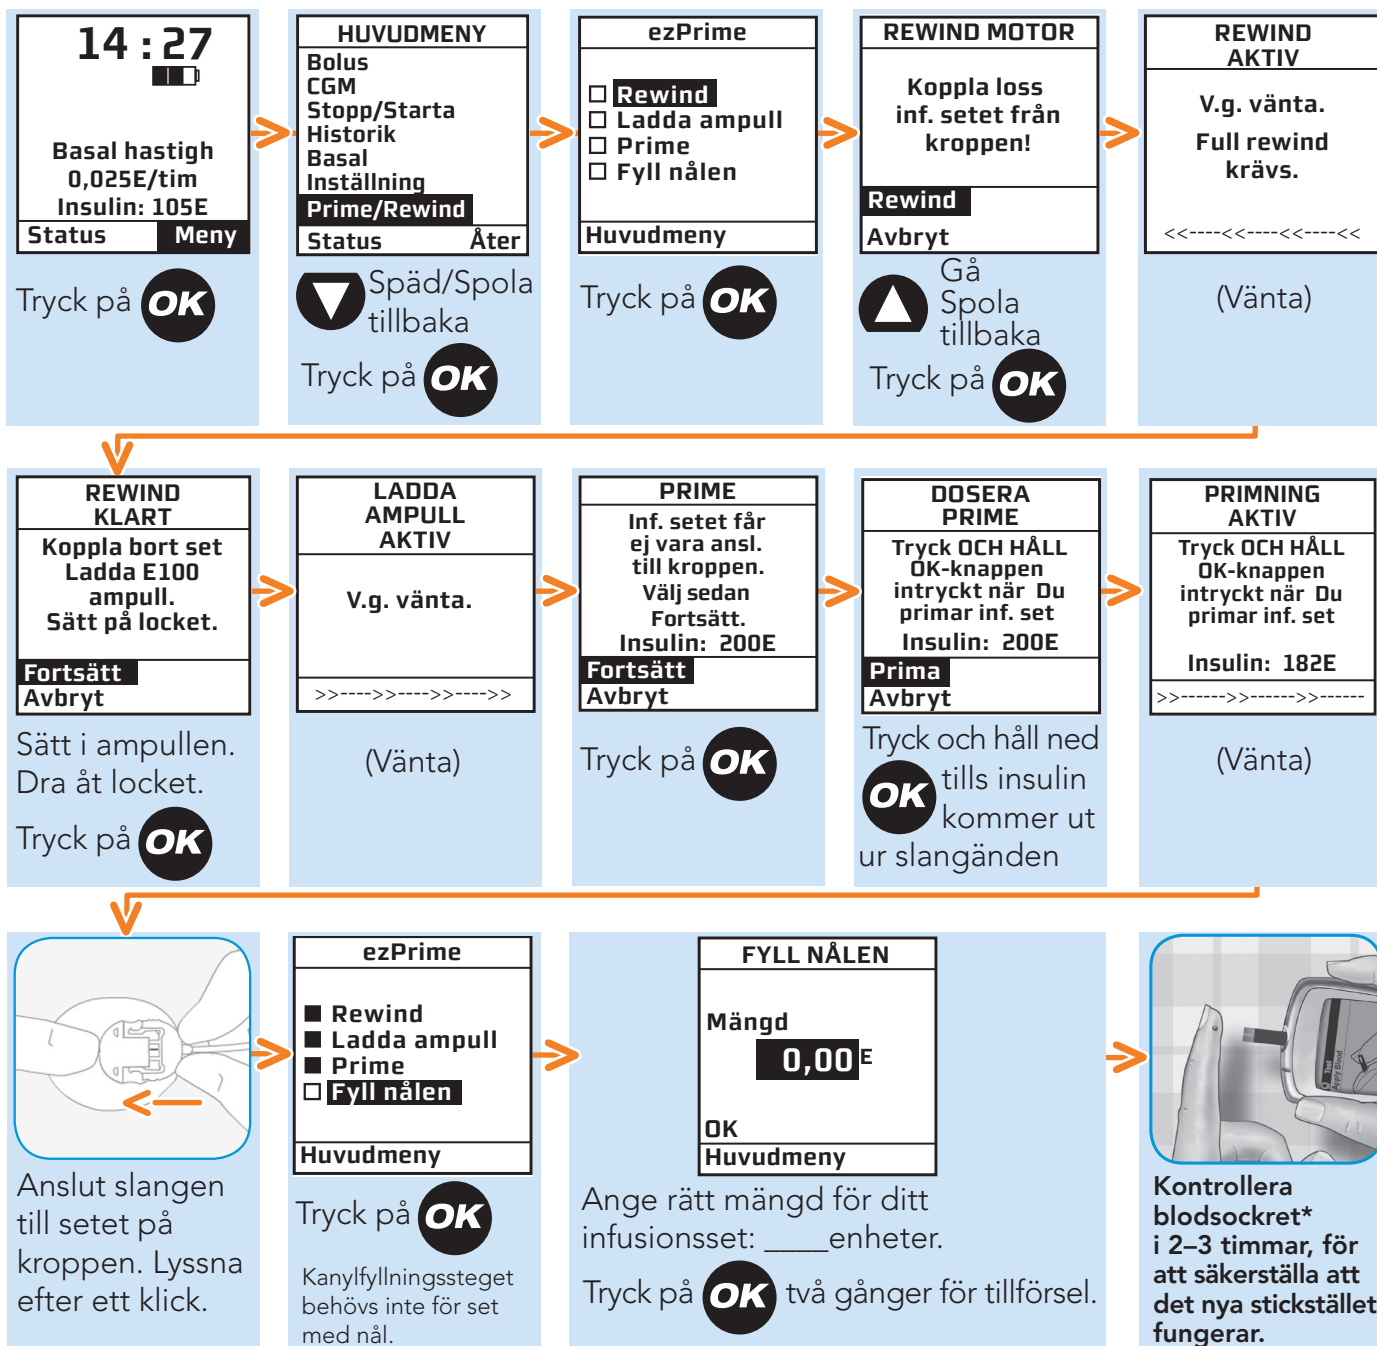 14 : 27
Basal hastigh
0,025E/tim
Insulin: 105E
Status Meny
Tryck på OK
HUVUDMENY
Bolus
CGM
Stopp/Starta
Historik
Basal
Inställning
Prime/Rewind
Status Åter
Späd/Spola
tillbaka
Tryck på OK
ezPrime
Rewind
Ladda ampull
Prime
Fyll nålen
Huvudmeny
Tryck på OK
REWIND MOTOR
Koppla loss
inf. setet från
kroppen!
Rewind
Avbryt
Gå
Spola
tillbaka
Tryck på OK
REWIND
AKTIV
V.g. vänta.
Full rewind
krävs.
<<----<<----<<----<<
(Vänta)
REWIND
KLART
Koppla bort set
Ladda E100
ampull.
Sätt på locket.
Fortsätt
Avbryt
Sätt i ampullen.
Dra åt locket.
Tryck på OK
LADDA
AMPULL
AKTIV
V.g. vänta.
>>---->>---->>---->>
(Vänta)
PRIME
Inf. setet får
ej vara ansl.
till kroppen.
Välj sedan
Fortsätt.
Insulin: 200E
Fortsätt
Avbryt
Tryck på OK
DOSERA
PRIME
Tryck OCH HÅLL
OK-knappen
intryckt när Du
primar inf. set
Insulin: 200E
Prima
Avbryt
Tryck och håll ned
OK tills insulin
kommer ut
ur slangänden
PRIMNING
AKTIV
Tryck OCH HÅLL
OK-knappen
intryckt när Du
primar inf. set
Insulin: 182E
>>------>>------>>------
(Vänta)
Anslut slangen
till setet på
kroppen. Lyssna
efter ett klick.
ezPrime
Rewind
Ladda ampull
Prime
Fyll nålen
Huvudmeny
Tryck på OK
Kanylfyllningssteget
behövs inte för set
med nål.
FYLL NÅLEN
Mängd
0,00 E
OK
Huvudmeny
Ange rätt mängd för ditt
infusionsset: ____enheter.
Tryck på OK två gånger för tillförsel.
Test
Apply Blood
Kontrollera
blodsockret*
i 2–3 timmar, för
att säkerställa att
det nya stickstället
fungerar.